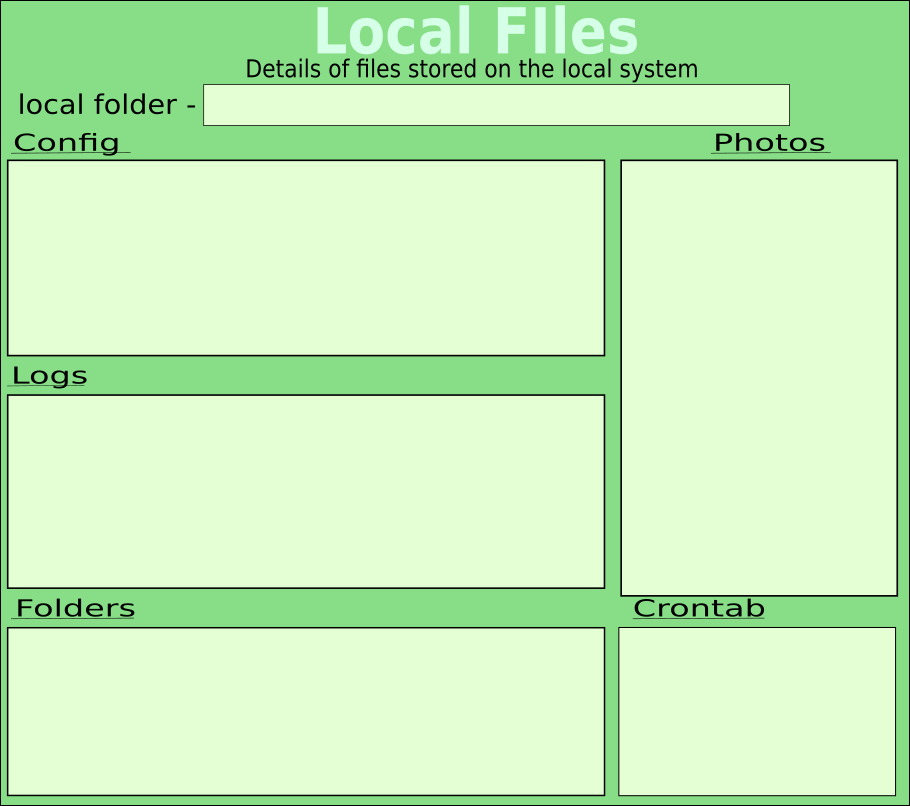 Local FIles
Details of files stored on the local system
local folder -
Config
Photos
Logs
Folders
Crontab